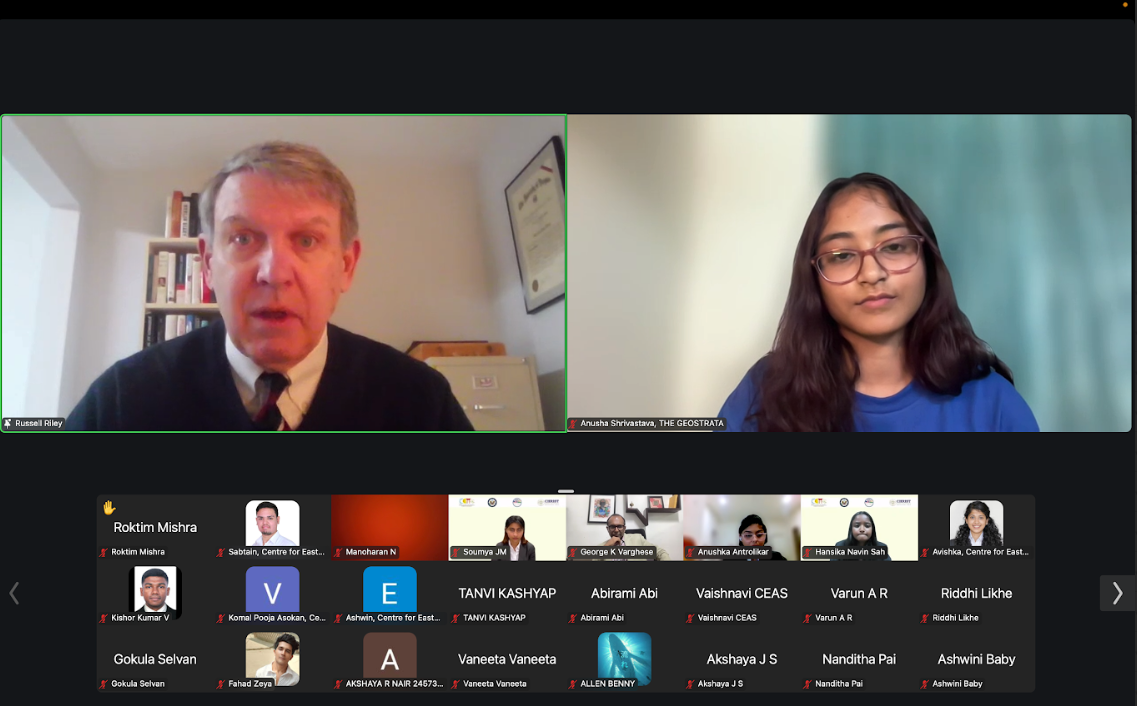 Russell Riley
Anusha Shrivastava, THE GEOSTRATA
Roktim Mishra
Roktim Mishra
Sabtain, Centre for East...
Manoharan N
Soumya JM
George K Varghese
Anushka Antrolikar
Hansika Navin Sah
Avishka, Centre for East...
Kishor Kumar V
V
Komal Pooja Asokan, Ce...
E
Ashwin, Centre for East...
TANVI KASHYAP
TANVI KASHYAP
Abirami Abi
Abirami Abi
Vaishnavi CEAS
Vaishnavi CEAS
Varun A R
Varun A R
Riddhi Likhe
Riddhi Likhe
Gokula Selvan
Gokula Selvan
Fahad Zeya
A
AKSHAYA R NAIR 24573...
Vaneeta Vaneeta
Vaneeta Vaneeta
ALLEN BENNY
Akshaya J S
Akshaya J S
Nanditha Pai
Nanditha Pai
Ashwini Baby
Ashwini Baby